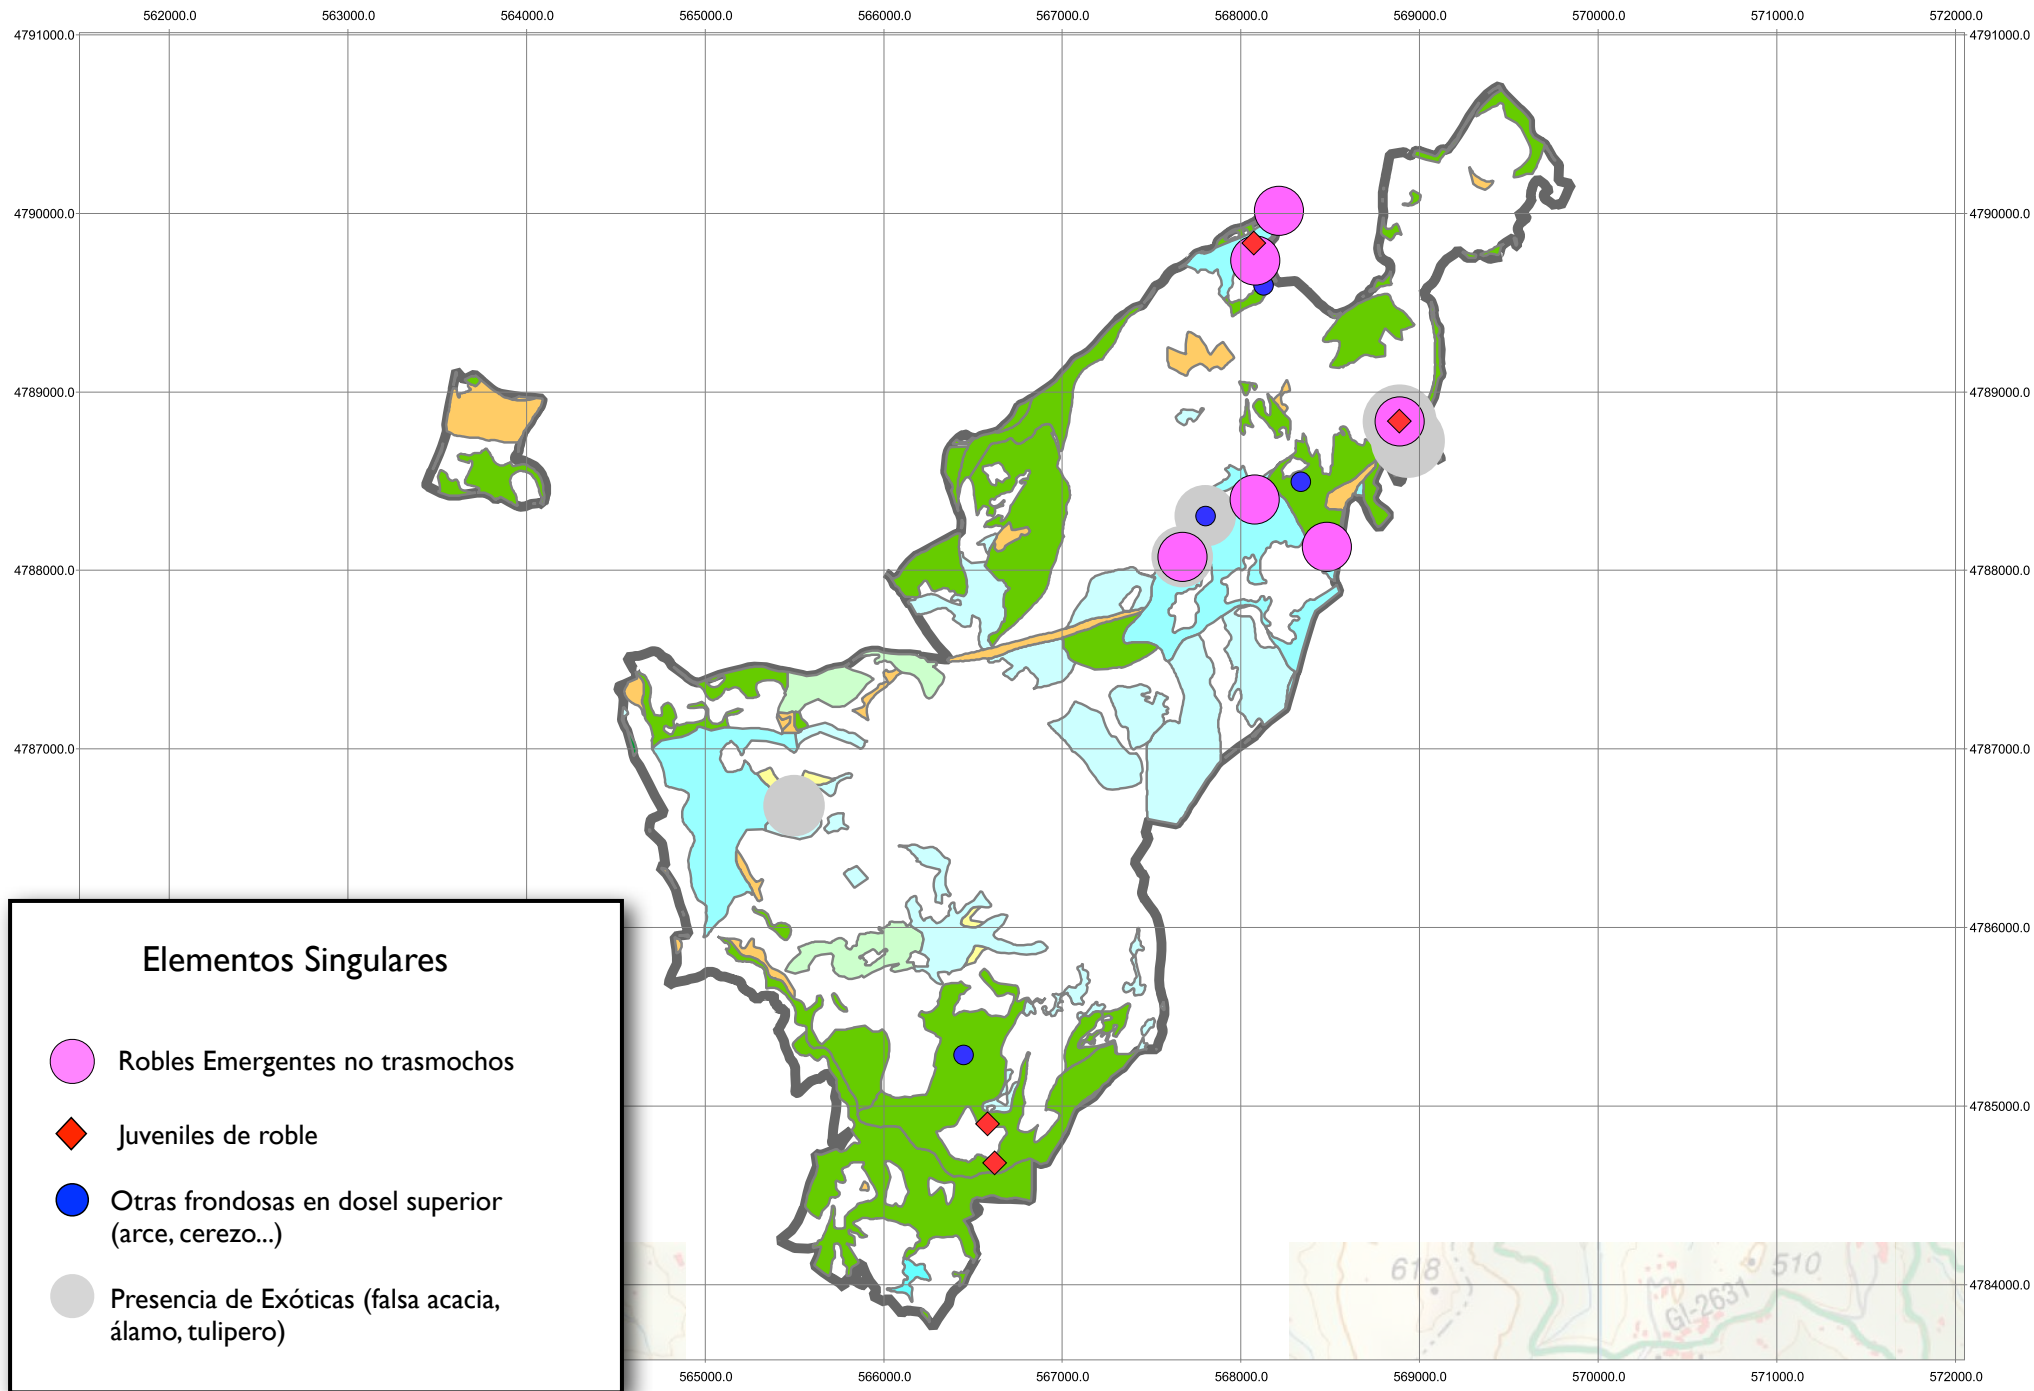 562000.0 563000.0 564000.0 565000.0 566000.0 567000.0 568000.0 569000.0 570000.0 571000.0 572000.0
4791000.0 4791000.0
4790000.0 4790000.0
4789000.0 4789000.0
4788000.0 4788000.0
4787000.0 4787000.0
4786000.0
Elementos Singulares
Robles Emergentes no trasmochos
4785000.0
Juveniles de roble
Otras frondosas en dosel superior
(arce, cerezo...)
618
510
GI-2631
4784000.0
Presencia de Exóticas (falsa acacia,
álamo, tulipero)
565000.0 566000.0 567000.0 568000.0 569000.0 570000.0 571000.0 572000.0